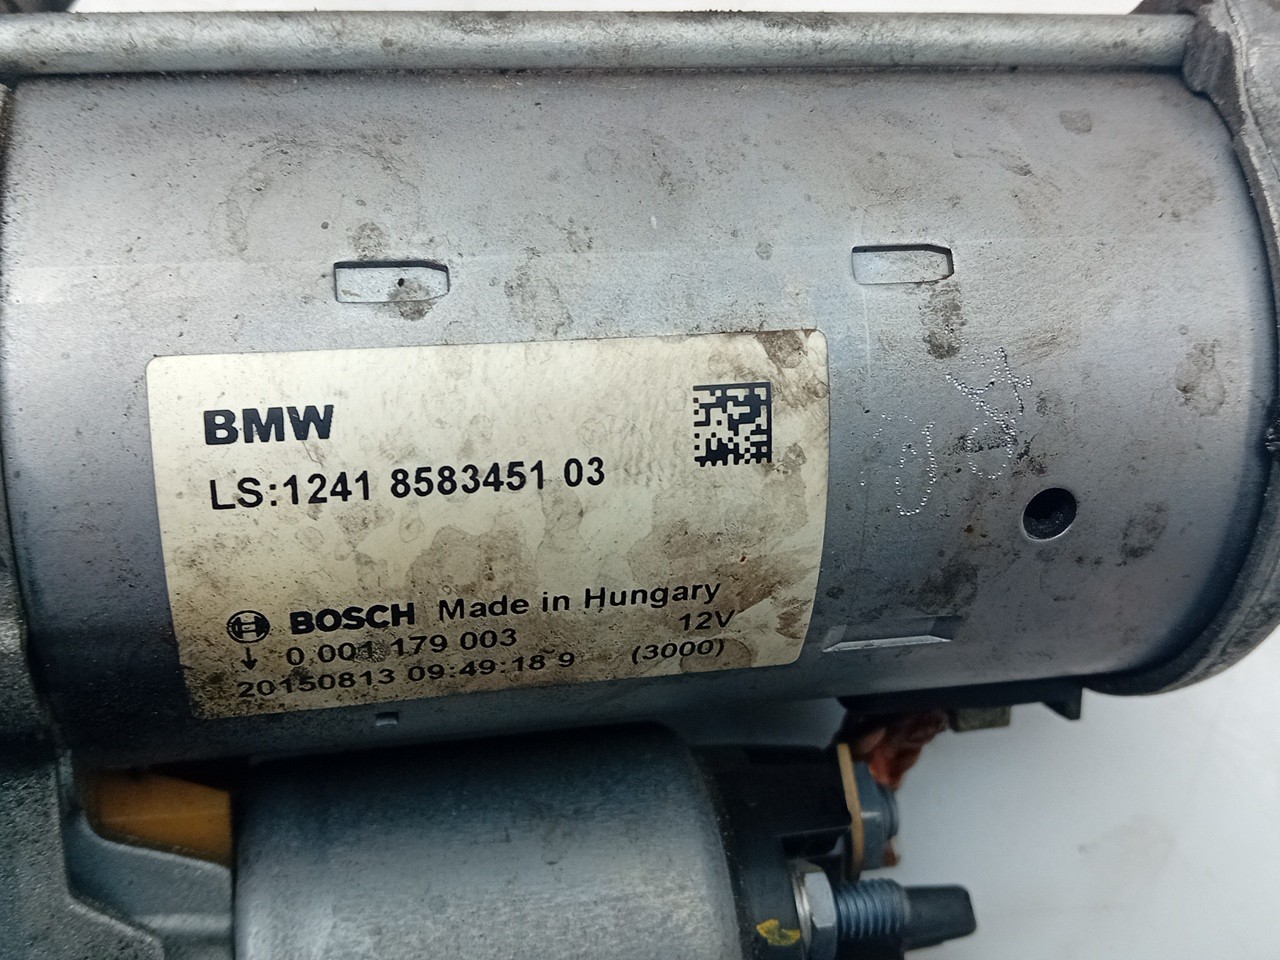 BMW
LS:1241 8583451 03
BOSCH Made in Hungary
0 001 179 003 12V
20150813 09:49:18 9 (3000)